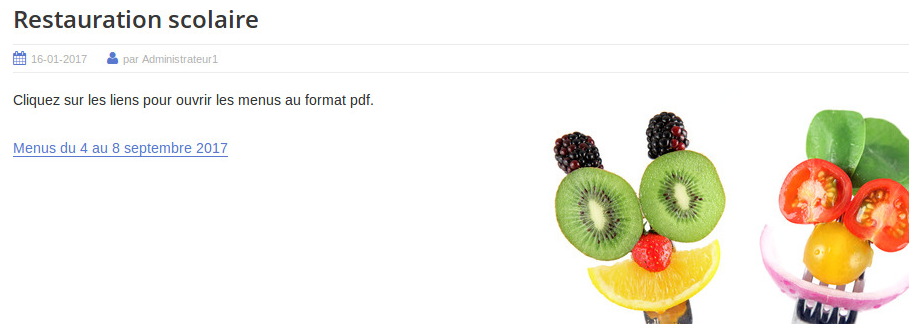 Restauration scolaire
16-01-2017 par Administrateur1
Cliquez sur les liens pour ouvrir les menus au format pdf.
Menus du 4 au 8 septembre 2017